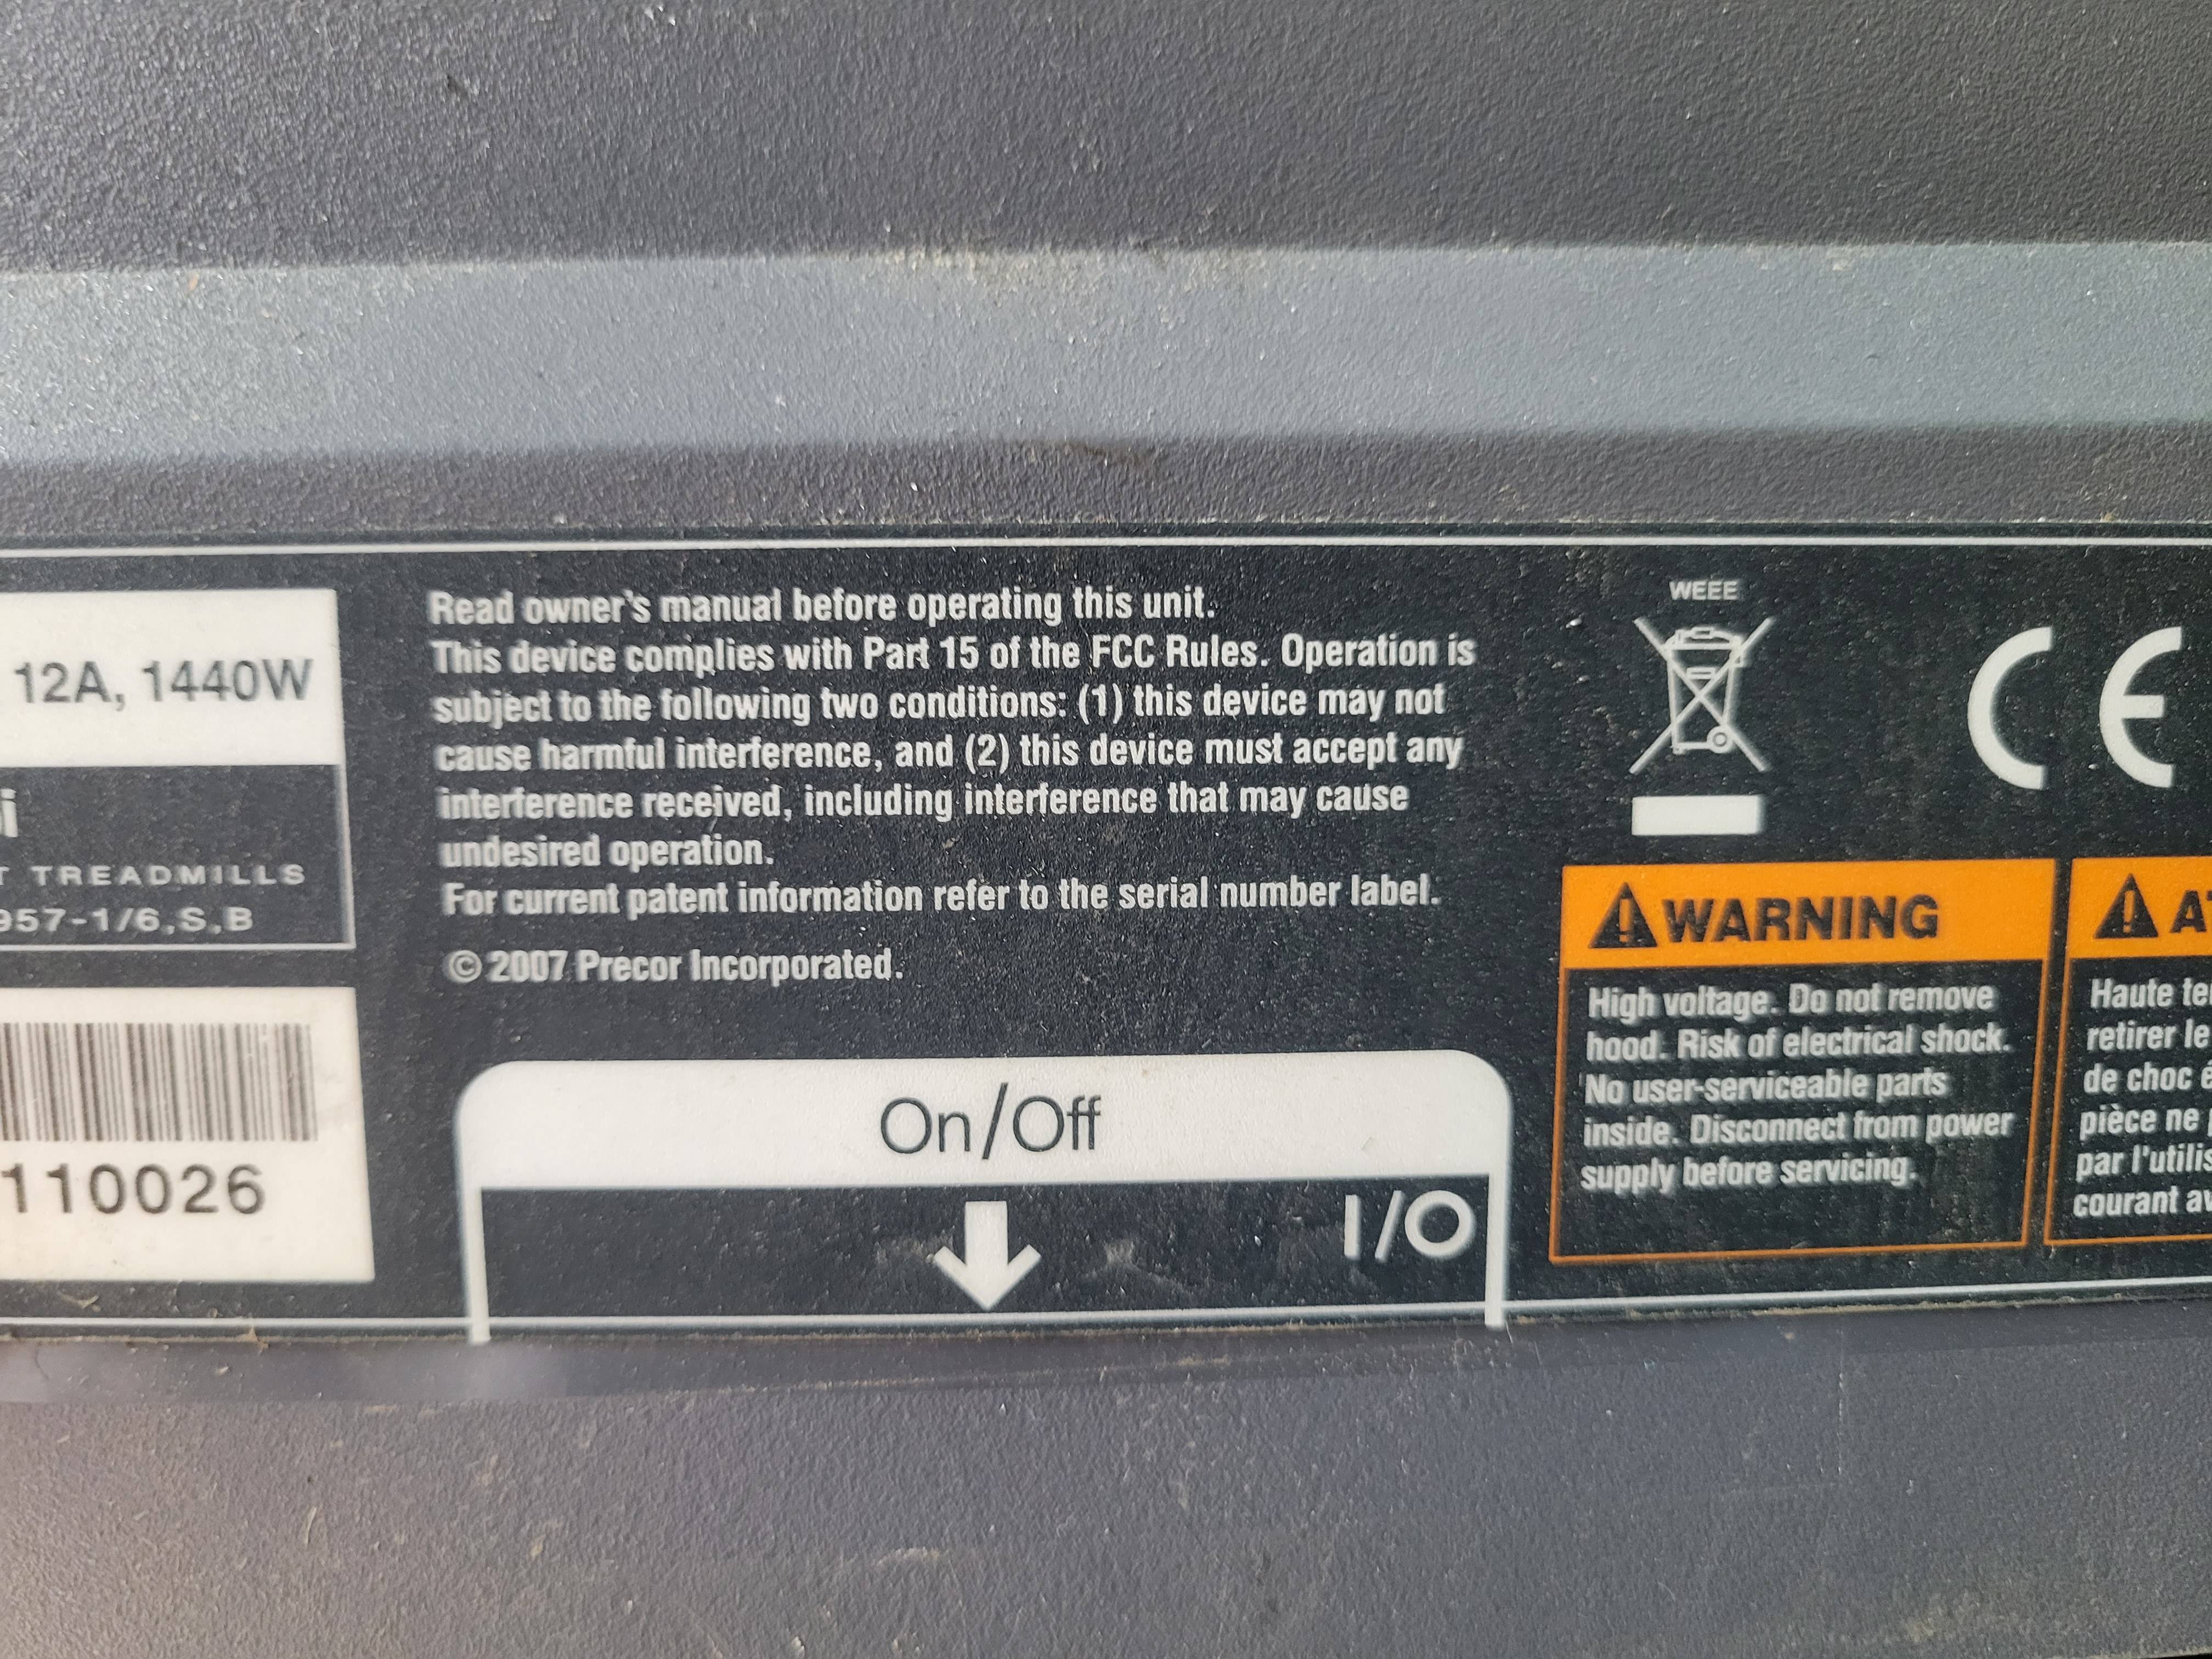 12A, 1440W
i
T TREADMILLS
957-1/6,S,B
110026
Read owner's manual before operating this unit.
This device complies with Part 15 of the FCC Rules. Operation is
subject to the following two conditions: (1) this device may not
cause harmful interference, and (2) this device must accept any
interference received, including interference that may cause
undesired operation.
For current patent information refer to the serial number label.
© 2007 Precor Incorporated.
On/Off
I/O
WEEE
CE
WARNING
High voltage. Do not remove
hood. Risk of electrical shock.
No user-serviceable parts
inside. Disconnect from power
supply before servicing.
AT
Haute te
retirer le
de choc é
pièce ne
par l'utilis
courant av